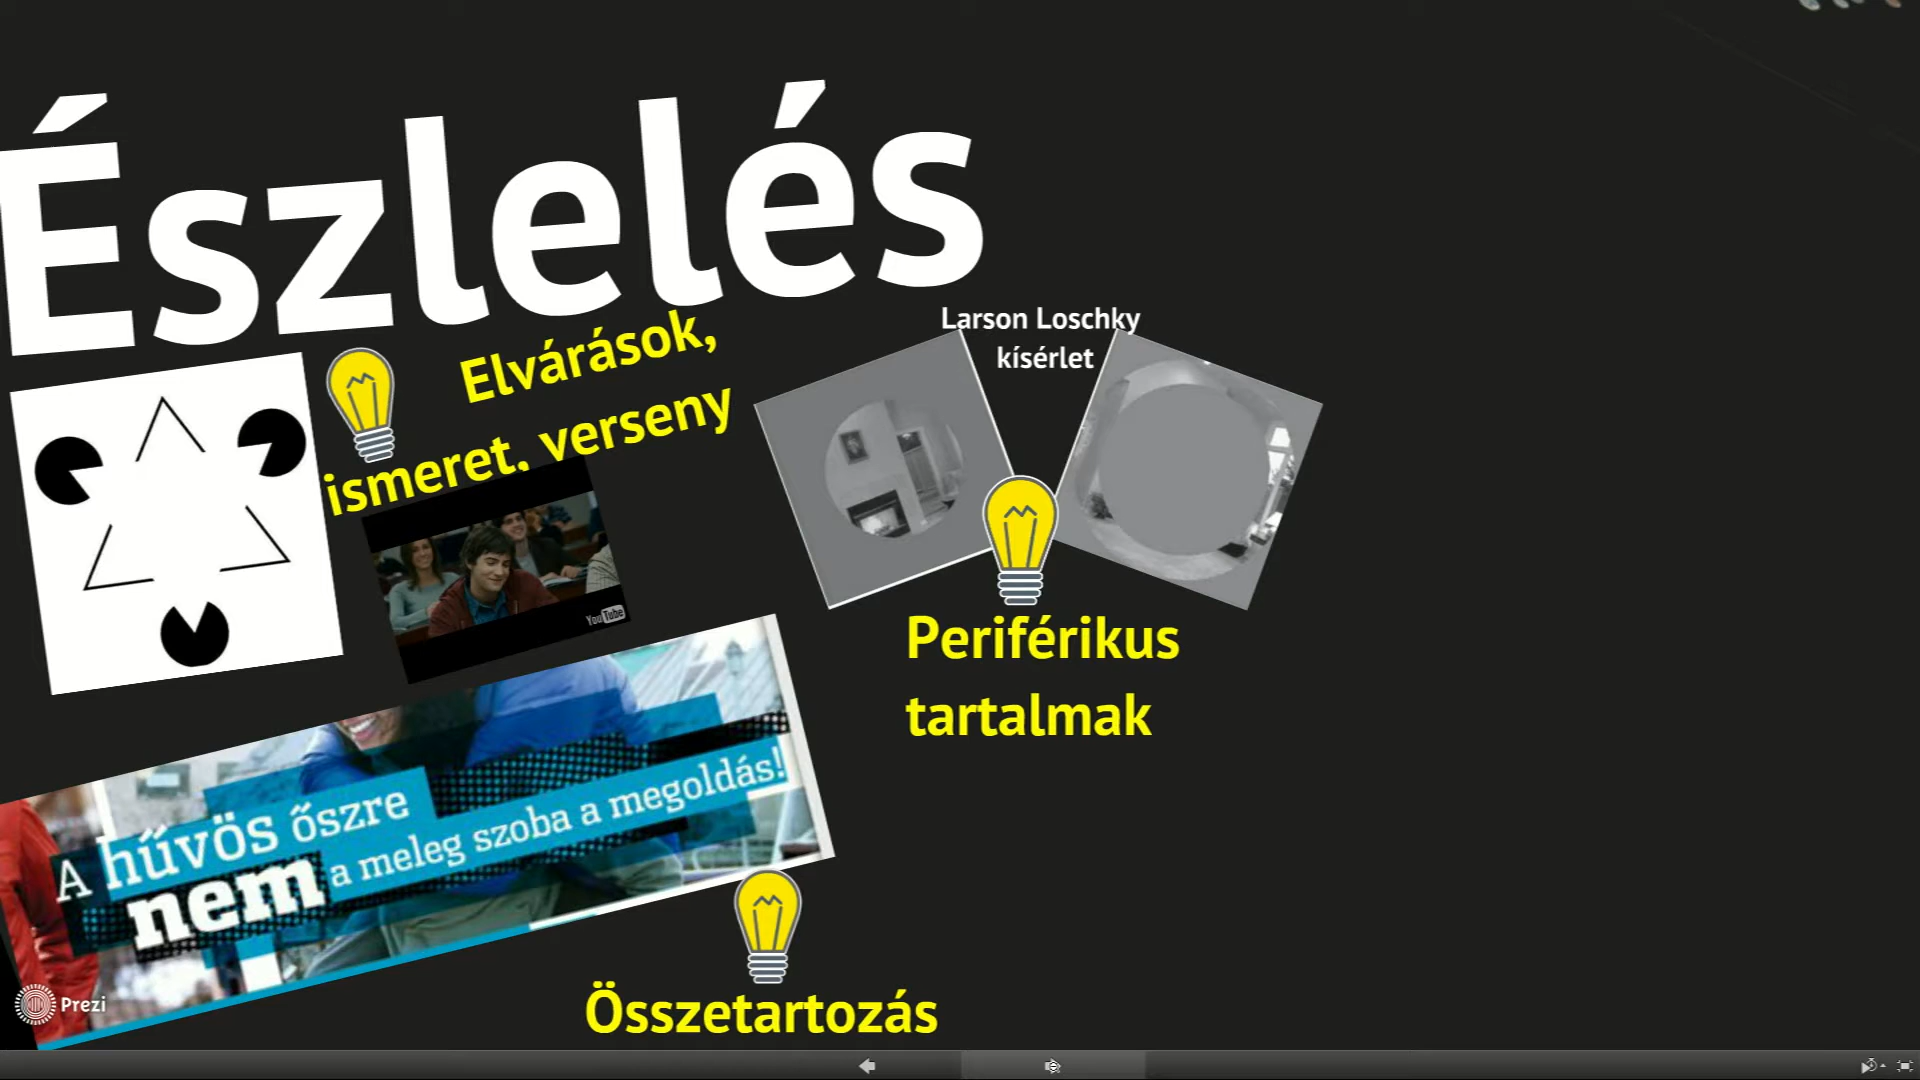 Észlelés
Elvárások,
ismeret, verseny
Larson Loschky
kísérlet
YouTube
Periférikus
tartalmak
A hűvös őszre
nem a meleg szoba a megoldás!
Összetartozás
Prezi